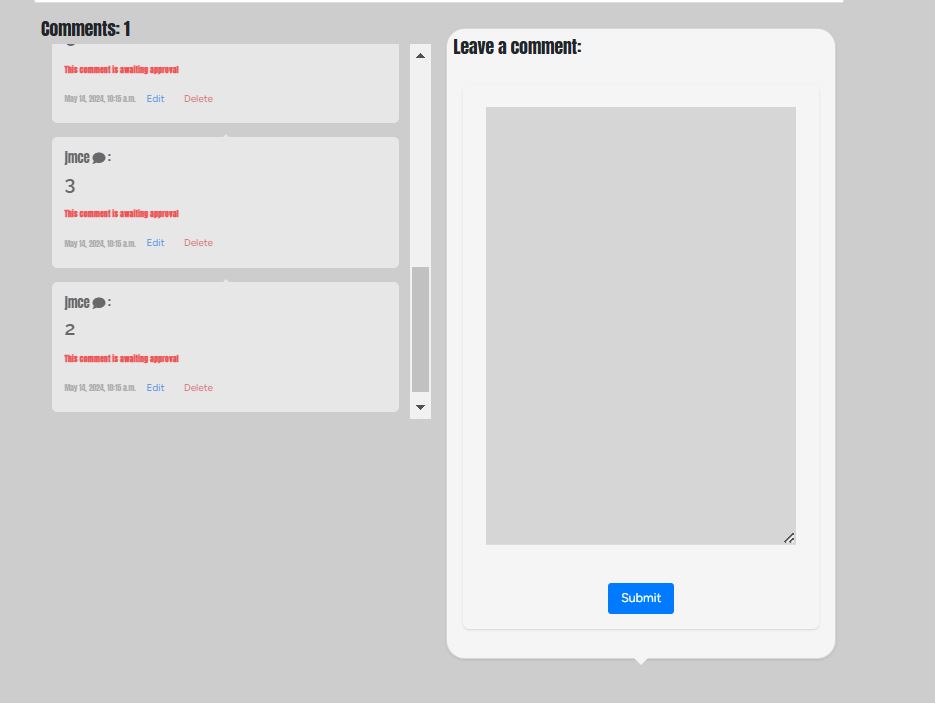 Comments: 1
This comment is awaiting approval
May 14, 2024, 10:15 a.m. Edit Delete
jmce :
3
This comment is awaiting approval
May 14, 2024, 10:15 a.m. Edit Delete
jmce :
2
This comment is awaiting approval
May 14, 2024, 10:15 a.m. Edit Delete
Leave a comment:
Submit